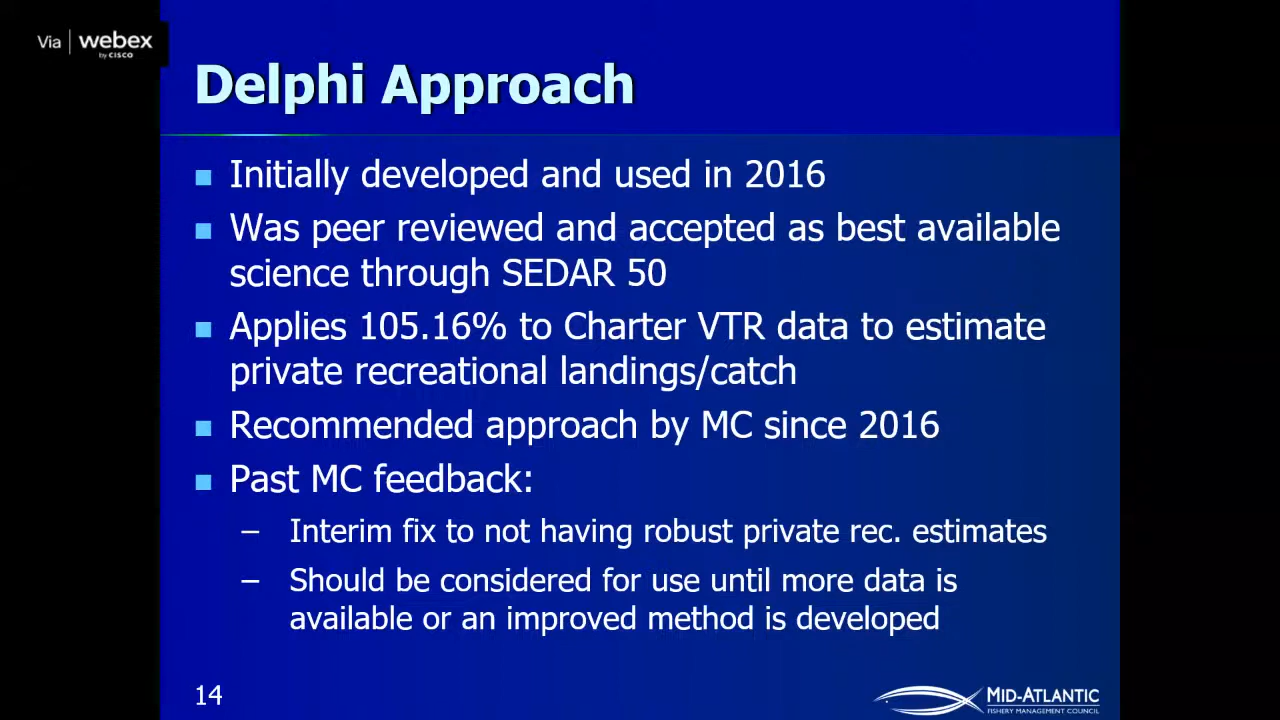 Via | webex
by CISCO
Delphi Approach
Initially developed and used in 2016
Was peer reviewed and accepted as best available
science through SEDAR 50
Applies 105.16% to Charter VTR data to estimate
private recreational landings/catch
Recommended approach by MC since 2016
Past MC feedback:
– Interim fix to not having robust private rec. estimates
– Should be considered for use until more data is
available or an improved method is developed
14
MID-ATLANTIC
FISHERY MANAGEMENT COUNCIL